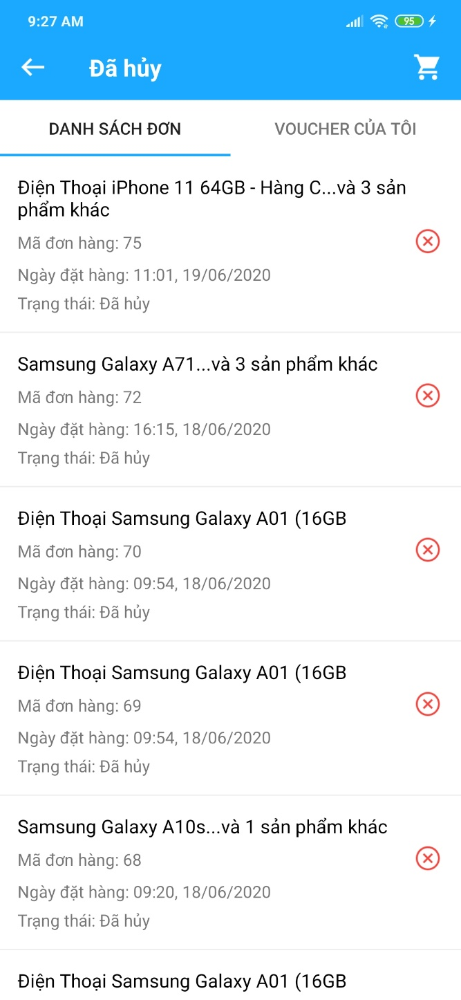 9:27 AM
95
Đã hủy
DANH SÁCH ĐƠN
VOUCHER CỦA TÔI
Điện Thoại iPhone 11 64GB - Hàng C...và 3 sản
phẩm khác
Mã đơn hàng: 75
Ngày đặt hàng: 11:01, 19/06/2020
Trạng thái: Đã hủy
Samsung Galaxy A71...và 3 sản phẩm khác
Mã đơn hàng: 72
Ngày đặt hàng: 16:15, 18/06/2020
Trạng thái: Đã hủy
Điện Thoại Samsung Galaxy A01 (16GB
Mã đơn hàng: 70
Ngày đặt hàng: 09:54, 18/06/2020
Trạng thái: Đã hủy
Điện Thoại Samsung Galaxy A01 (16GB
Mã đơn hàng: 69
Ngày đặt hàng: 09:54, 18/06/2020
Trạng thái: Đã hủy
Samsung Galaxy A10s...và 1 sản phẩm khác
Mã đơn hàng: 68
Ngày đặt hàng: 09:20, 18/06/2020
Trạng thái: Đã hủy
Điện Thoại Samsung Galaxy A01 (16GB